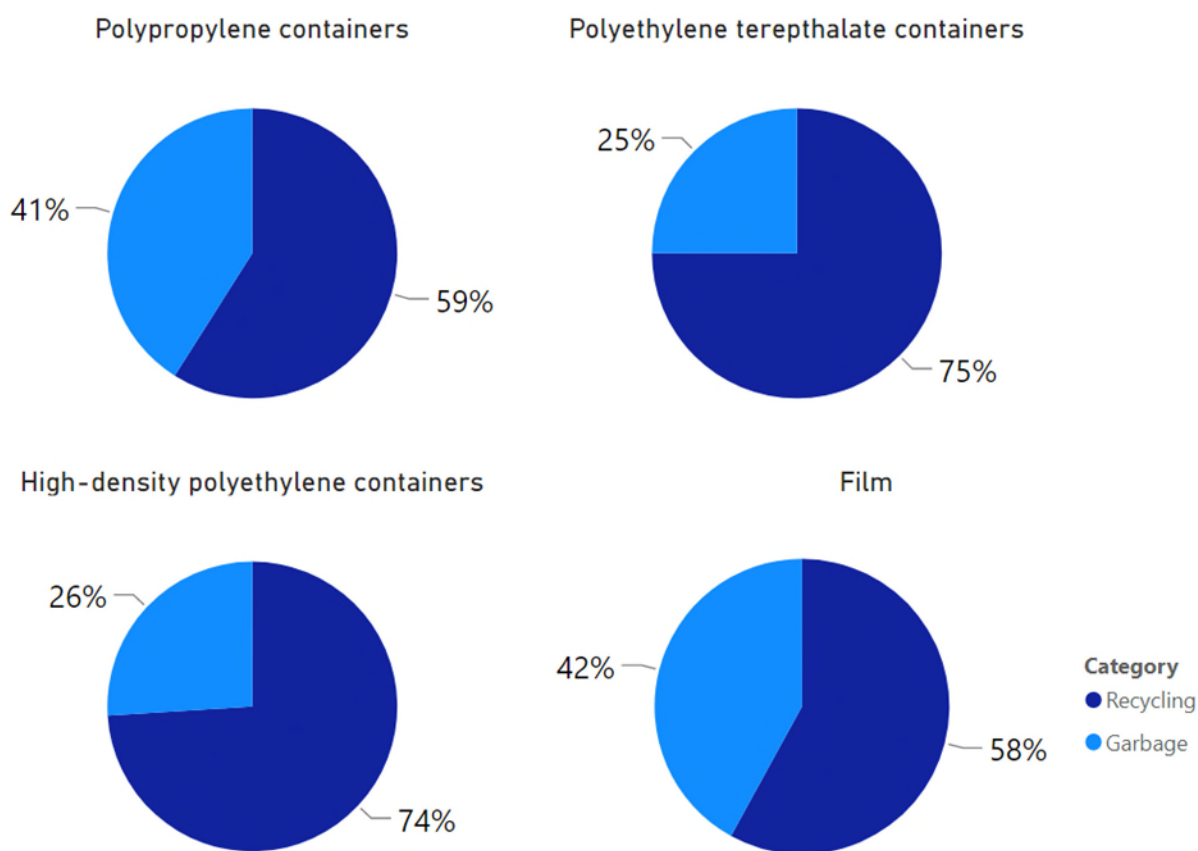 Polypropylene containers
Polyethylene terepthalate containers
41%
59%
25%
75%
High-density polyethylene containers
Film
26%
74%
42%
58%
Category
Recycling
Garbage